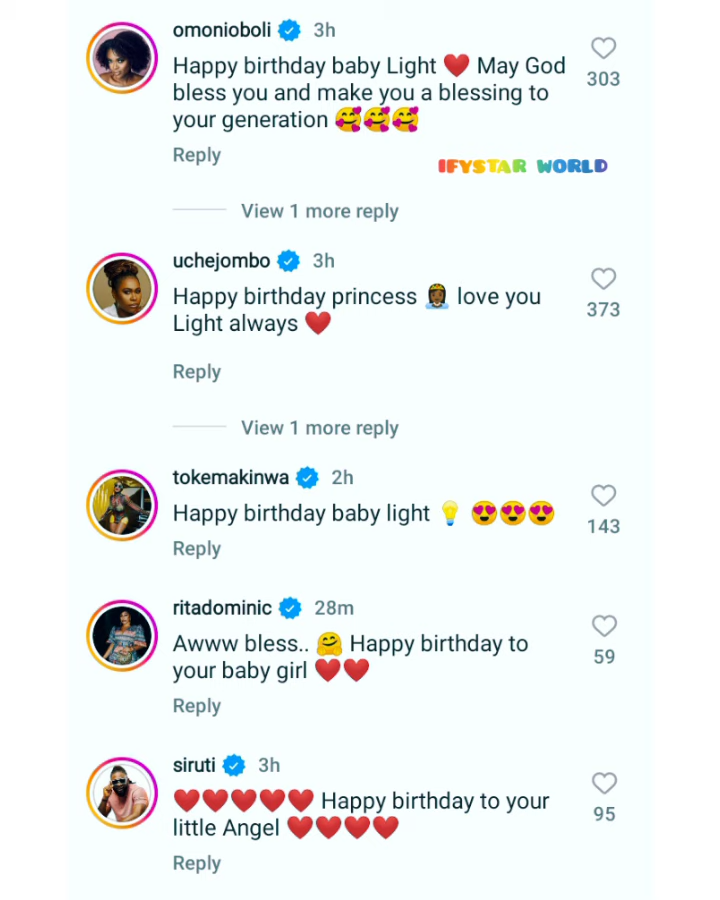 omonioboli 3h
Happy birthday baby Light ❤️ May God
bless you and make you a blessing to
your generation 🥰🥰🥰
303
Reply
IFYSTAR WORLD
View 1 more reply
uchejombo 3h
Happy birthday princess 👸🏾 love you
Light always ❤️
373
Reply
View 1 more reply
tokemakinwa 2h
Happy birthday baby light 💡 😍😍😍
143
Reply
ritadominic 28m
Awww bless.. 🤗 Happy birthday to
your baby girl ❤️❤️
59
Reply
siruti 3h
❤️❤️❤️❤️❤️ Happy birthday to your
little Angel ❤️❤️❤️❤️
95
Reply